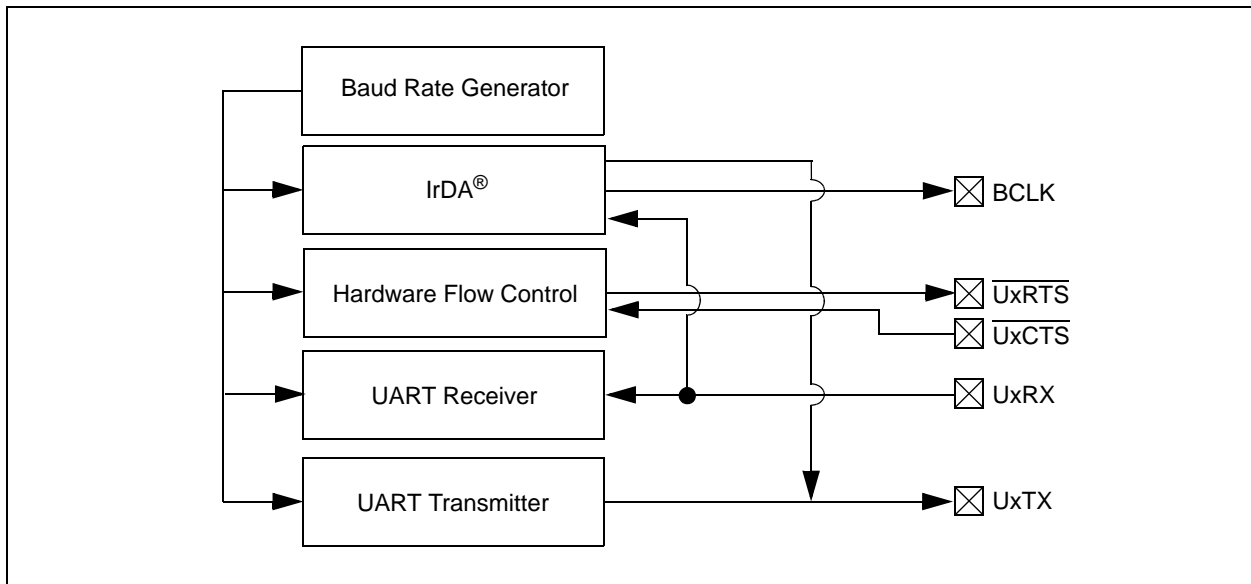 Baud Rate Generator
IrDA®
BCLK
Hardware Flow Control
UxRTS
UxCTS
UART Receiver
UxRX
UART Transmitter
UxTX